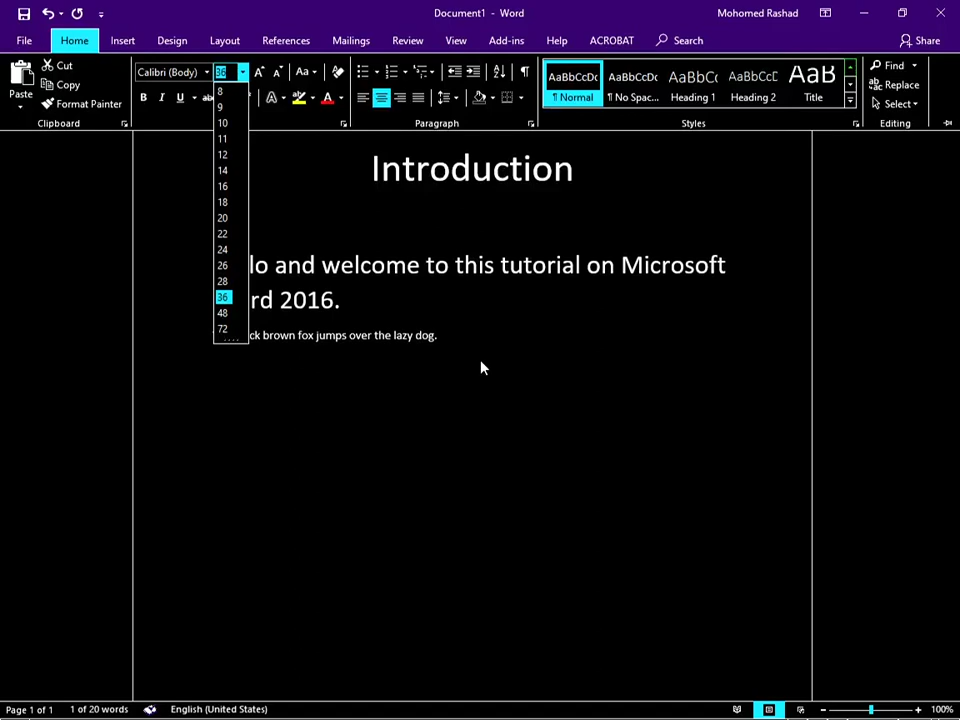 Document1 - Word
Mohomed Rashad
File Home Insert Design Layout References Mailings Review View Add-ins Help ACROBAT Search Share
Cut
Copy
Format Painter
Paste
Clipboard
Calibri (Body) 36
Aa
B I U
Paragraph
AaBbCcDc AaBbCcDc AaBbCc AaBbCcD AaB
¶ Normal ¶ No Spac... Heading 1 Heading 2 Title
Styles
Find
Replace
Select
Editing
8
9
10
11
12
14
16
18
20
22
24
26
28
36
48
72
Introduction
lo and welcome to this tutorial on Microsoft
rd 2016.
ck brown fox jumps over the lazy dog.
Page 1 of 1 1 of 20 words English (United States) 100%